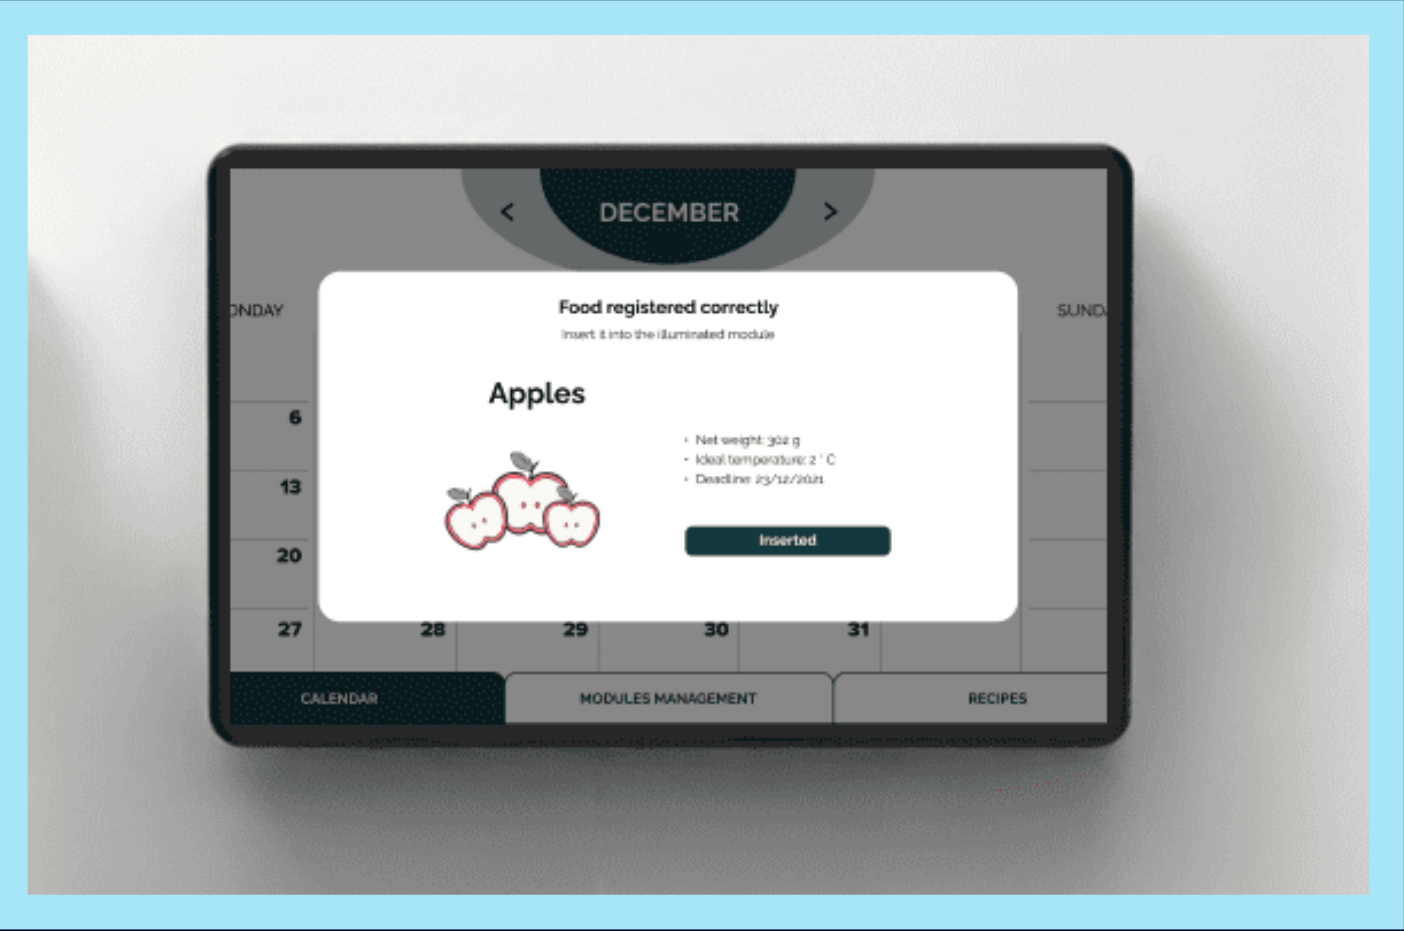 < DECEMBER >
ONDAY
SUND
Food registered correctly
Insert it into the illuminated module
Apples
• Net weight: 302 g
• Ideal temperature: 2 ° C
• Deadline: 23/12/2021
Inserted
6
13
20
27 28 29 30 31
CALENDAR MODULES MANAGEMENT RECIPES